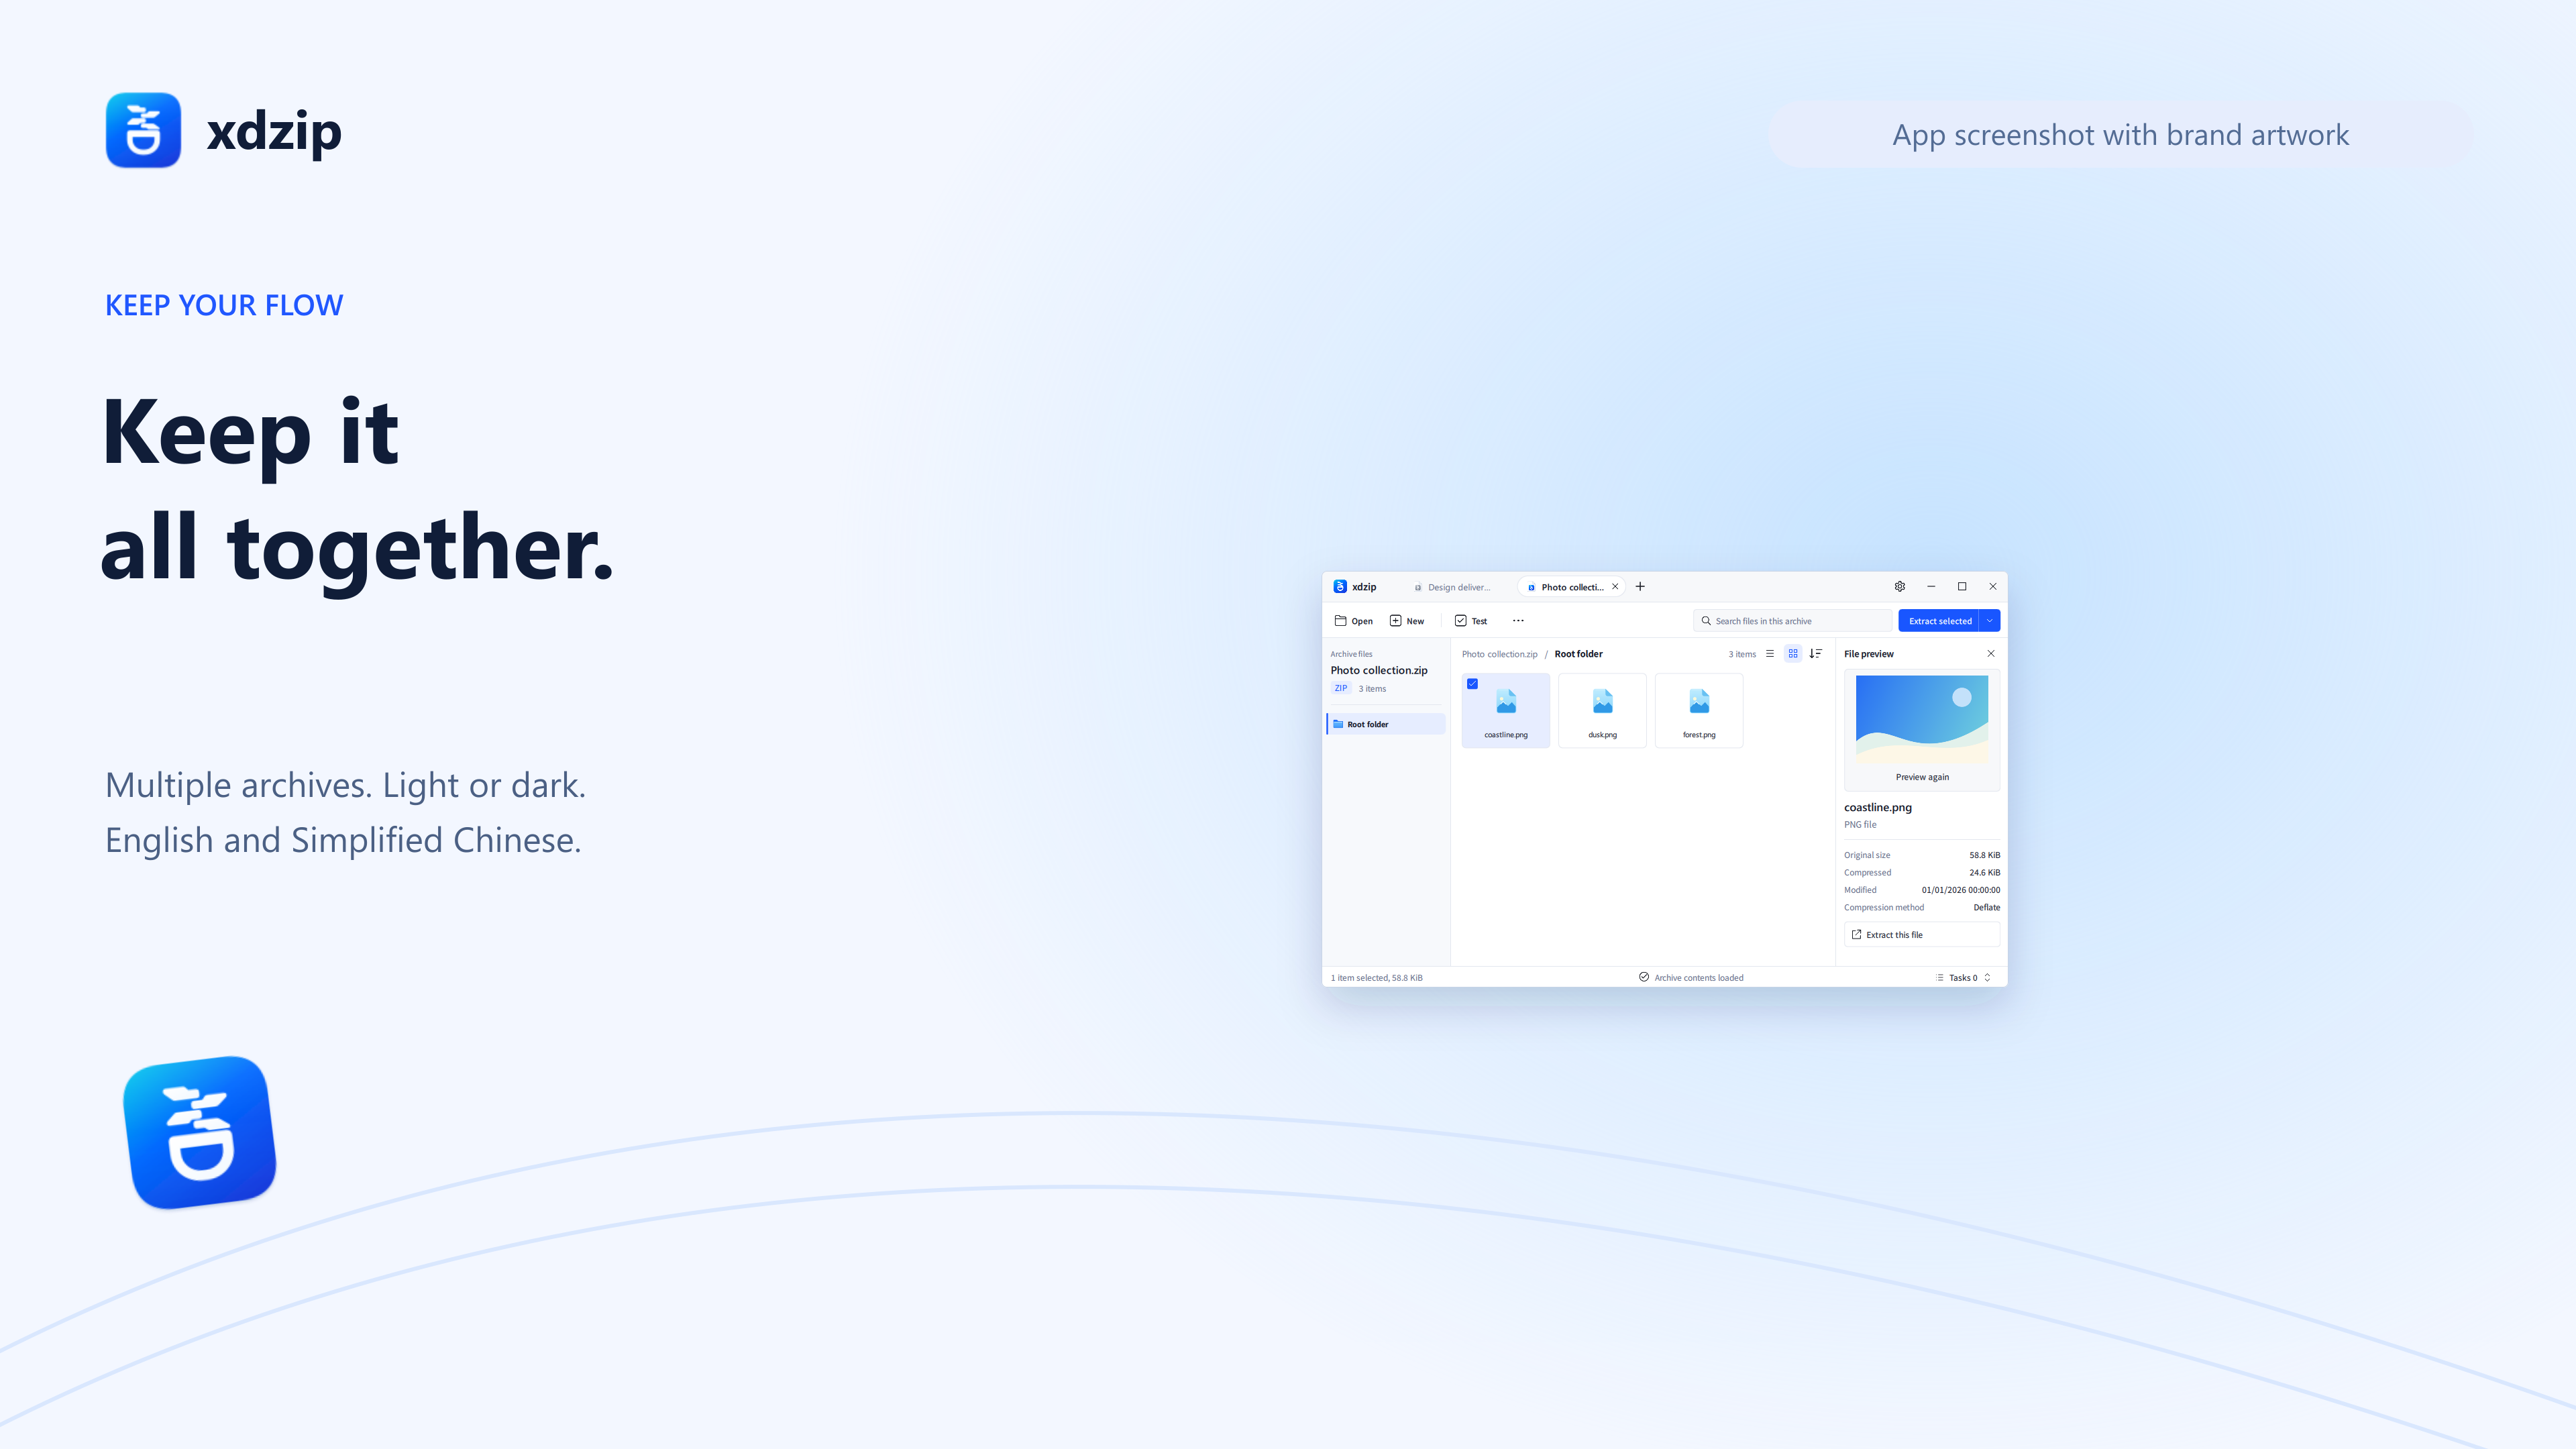 xdzip
App screenshot with brand artwork
KEEP YOUR FLOW
Keep it
all together.
Multiple archives. Light or dark.
English and Simplified Chinese.
xdzip
Design deliver...
Photo collecti...
Open
New
Test
Search files in this archive
Extract selected
Archive files
Photo collection.zip
ZIP
3 items
Root folder
Photo collection.zip / Root folder
3 items
coastline.png
dusk.png
forest.png
File preview
Preview again
coastline.png
PNG file
Original size 58.8 KiB
Compressed 24.6 KiB
Modified 01/01/2026 00:00:00
Compression method Deflate
Extract this file
1 item selected, 58.8 KiB
Archive contents loaded
Tasks 0